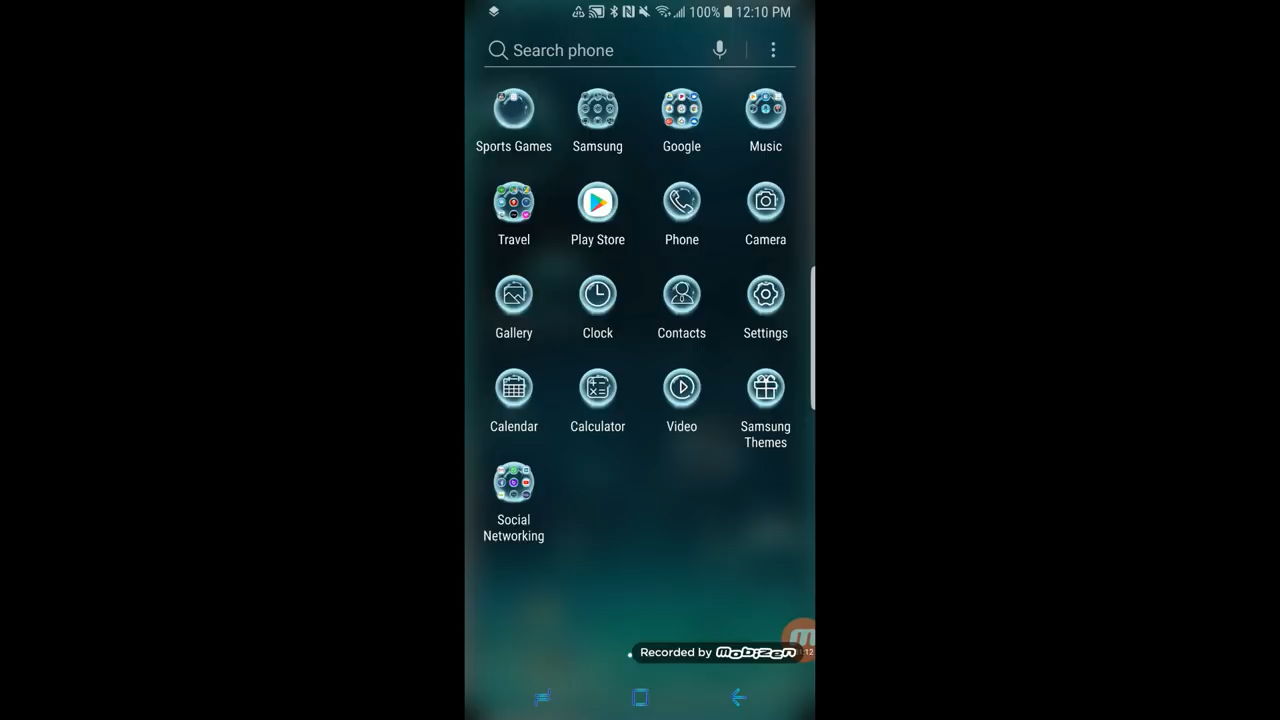 100% 12:10 PM
Search phone
Sports Games
Samsung
Google
Music
Travel
Play Store
Phone
Camera
Gallery
Clock
Contacts
Settings
Calendar
Calculator
Video
Samsung
Themes
Social
Networking
Recorded by mobizen